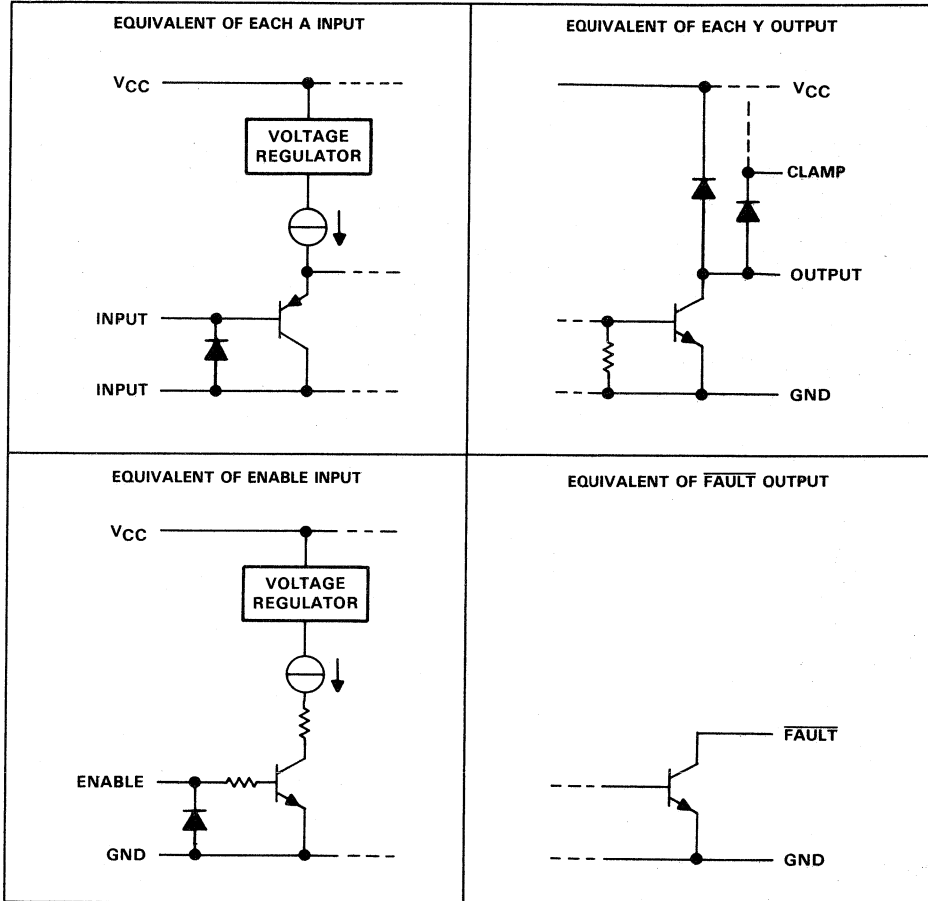 EQUIVALENT OF EACH A INPUT
VCC
VOLTAGE
REGULATOR
INPUT
INPUT
EQUIVALENT OF EACH Y OUTPUT
VCC
CLAMP
OUTPUT
GND
EQUIVALENT OF ENABLE INPUT
VCC
VOLTAGE
REGULATOR
ENABLE
GND
EQUIVALENT OF FAULT OUTPUT
FAULT
GND